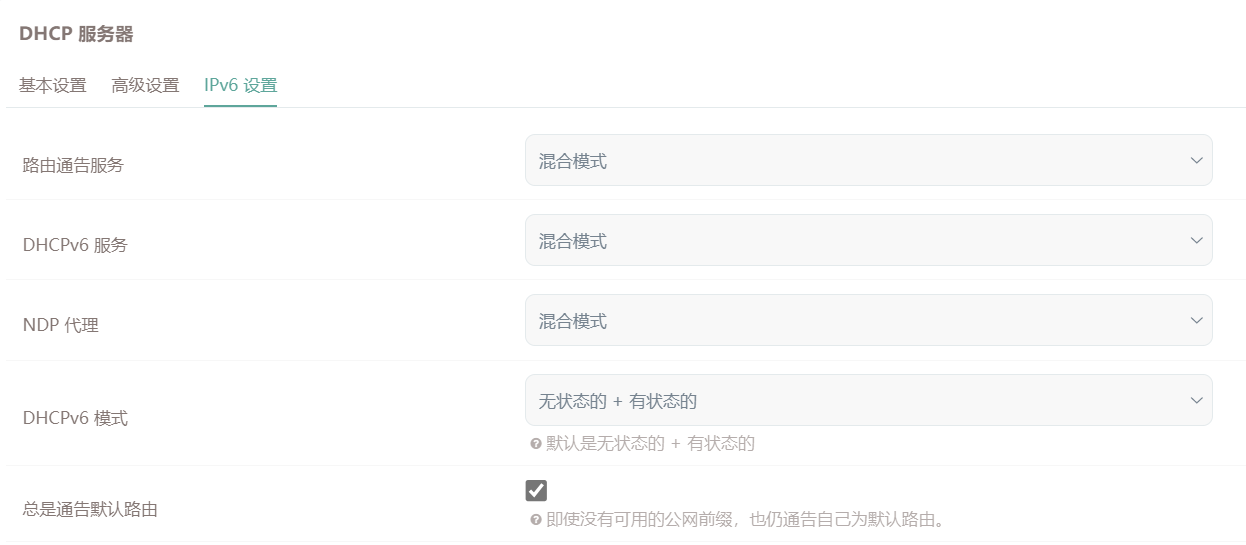 DHCP 服务器
基本设置 高级设置 IPv6 设置
路由通告服务 混合模式
DHCPv6 服务 混合模式
NDP 代理 混合模式
DHCPv6 模式 无状态的 + 有状态的
默认是无状态的 + 有状态的
总是通告默认路由
即使没有可用的公网前缀，也仍通告自己为默认路由。